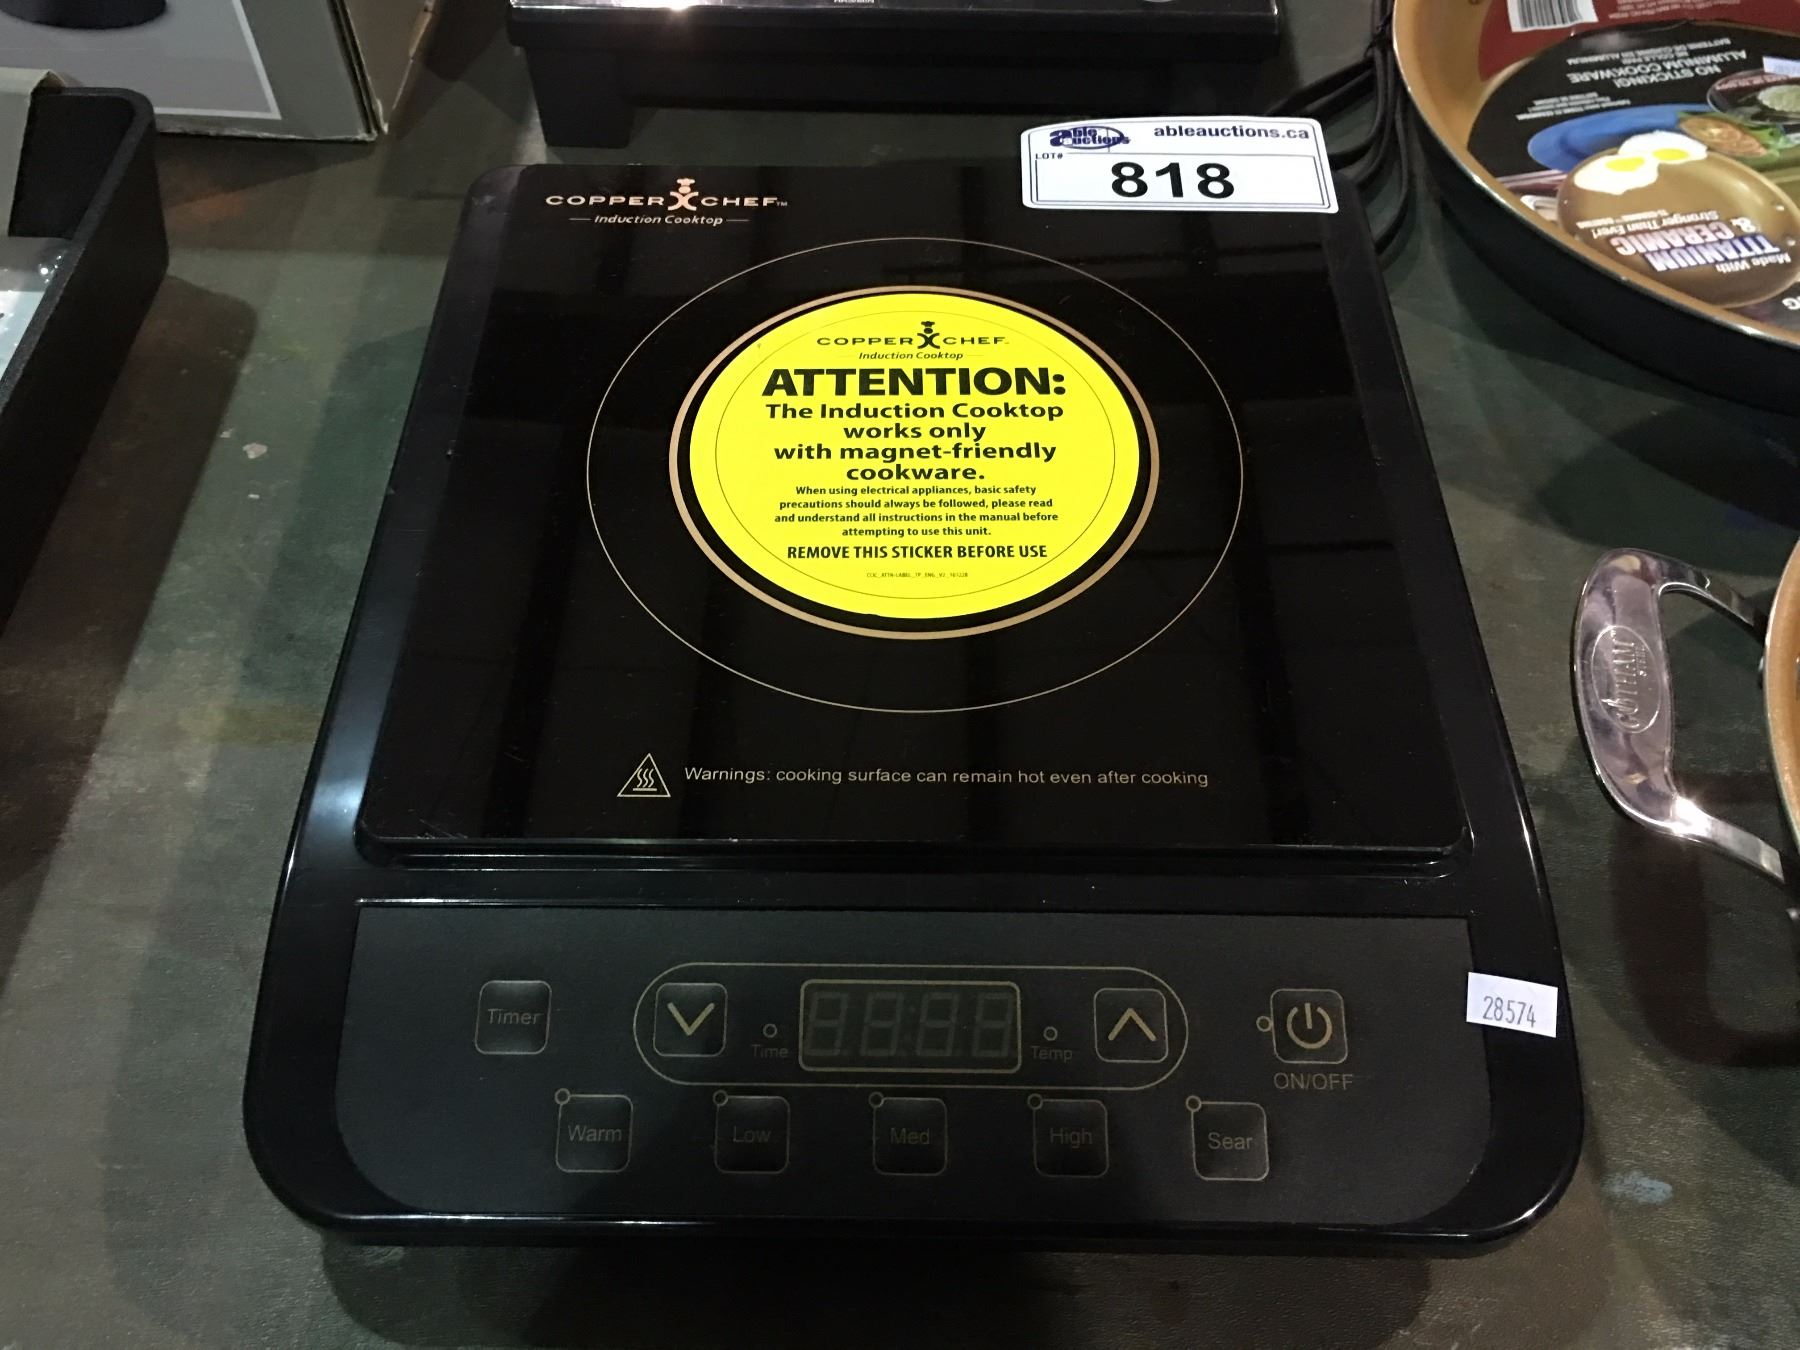 able auctions
ableauctions.ca
LOT#
818
COPPER CHEF™
Induction Cooktop
COPPER CHEF
Induction Cooktop
ATTENTION:
The Induction Cooktop
works only
with magnet-friendly
cookware.
When using electrical appliances, basic safety
precautions should always be followed, please read
and understand all instructions in the manual before
attempting to use this unit.
REMOVE THIS STICKER BEFORE USE
Warnings: cooking surface can remain hot even after cooking
Timer
Time
Temp
ON/OFF
28574
Warm
Low
Med
High
Sear
NO STICKING!
ALUMINUM COOKWARE
Made With
TITANIUM
& CERAMIC
Stronger Than Ever!
GOTHAM